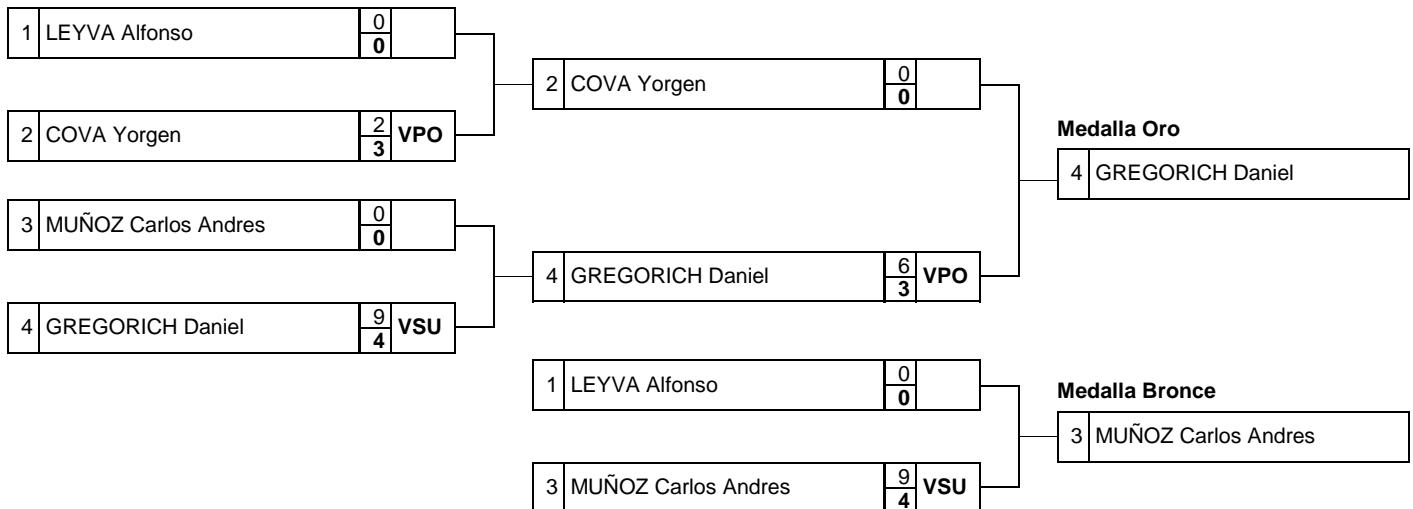 1 LEYVA Alfonso 0
0
2 COVA Yorgen 2 VPO
3
3 MUÑOZ Carlos Andres 0
0
4 GREGORICH Daniel 9 VSU
4
2 COVA Yorgen 0
0
4 GREGORICH Daniel 6 VPO
3
Medalla Oro
4 GREGORICH Daniel
1 LEYVA Alfonso 0
0
3 MUÑOZ Carlos Andres 9 VSU
4
Medalla Bronce
3 MUÑOZ Carlos Andres